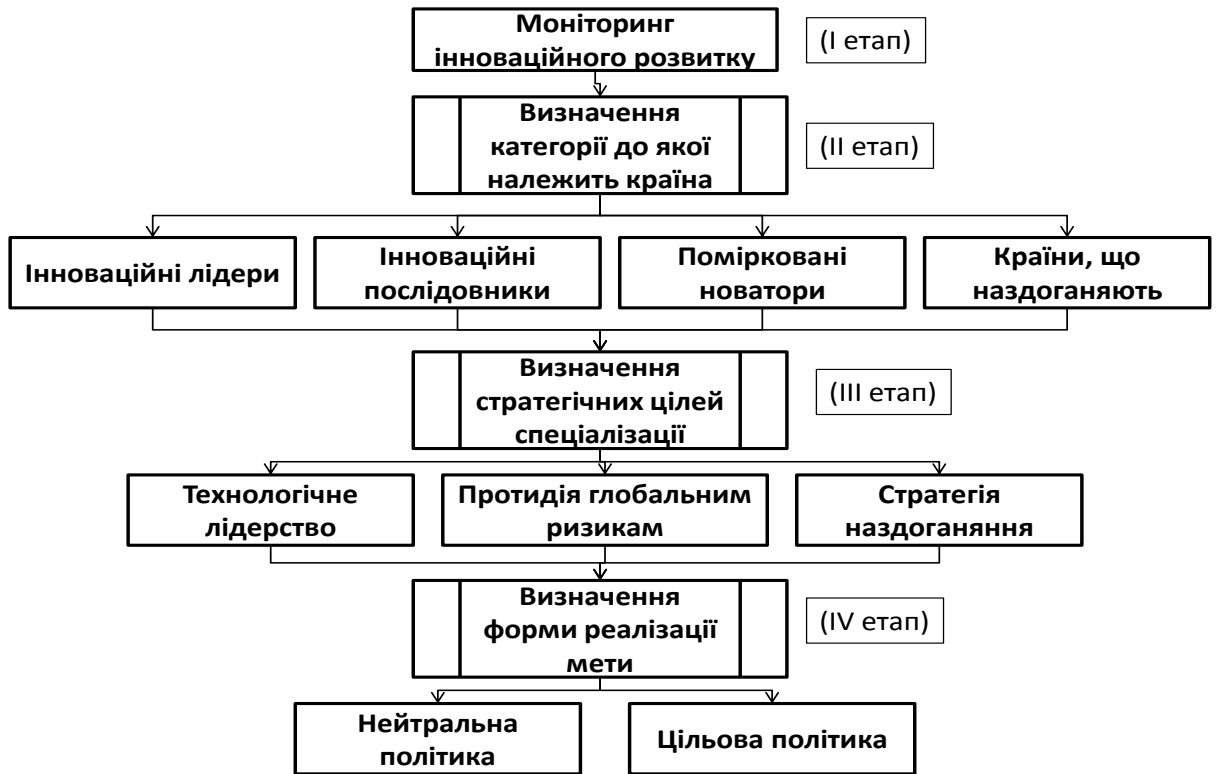 Моніторинг
інноваційного розвитку
(I етап)
Визначення
категорії до якої
належить країна
(II етап)
Інноваційні лідери
Інноваційні
послідовники
Помірковані
новатори
Країни, що
наздоганяють
Визначення
стратегічних цілей
спеціалізації
(III етап)
Технологічне
лідерство
Протидія глобальним
ризикам
Стратегія
наздоганяння
Визначення
форми реалізації
мети
(IV етап)
Нейтральна
політика
Цільова політика